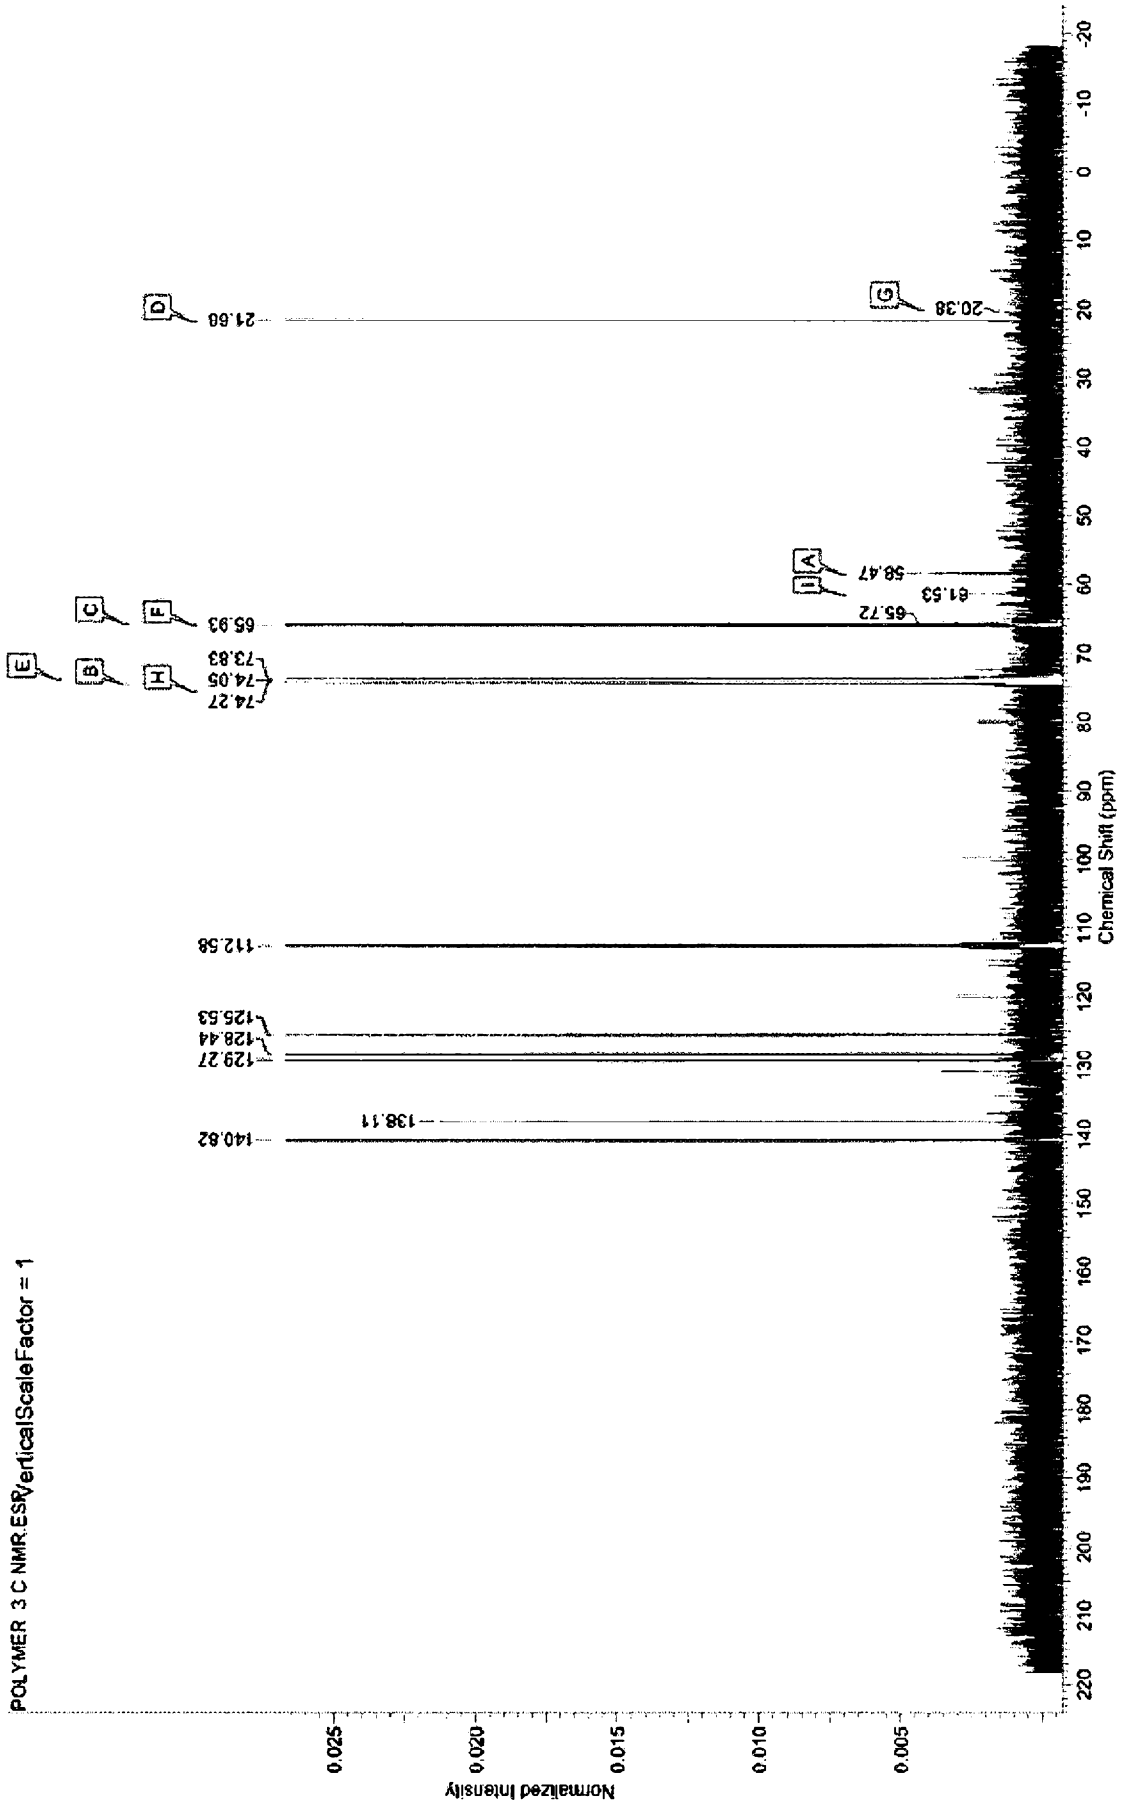 POLYMER 3 C NMR.ESP
VerticalScaleFactor = 1
Normalized Intensity
0.025
0.020
0.015
0.010
0.005
140.82
138.11
129.27
128.44
125.53
112.58
74.27
74.05
73.83
65.93
65.72
61.53
58.47
21.68
20.38
E
B
H
C
F
I
A
D
G
220 210 200 190 180 170 160 150 140 130 120 110 100 90 80 70 60 50 40 30 20 10 0 -10 -20
Chemical Shift (ppm)